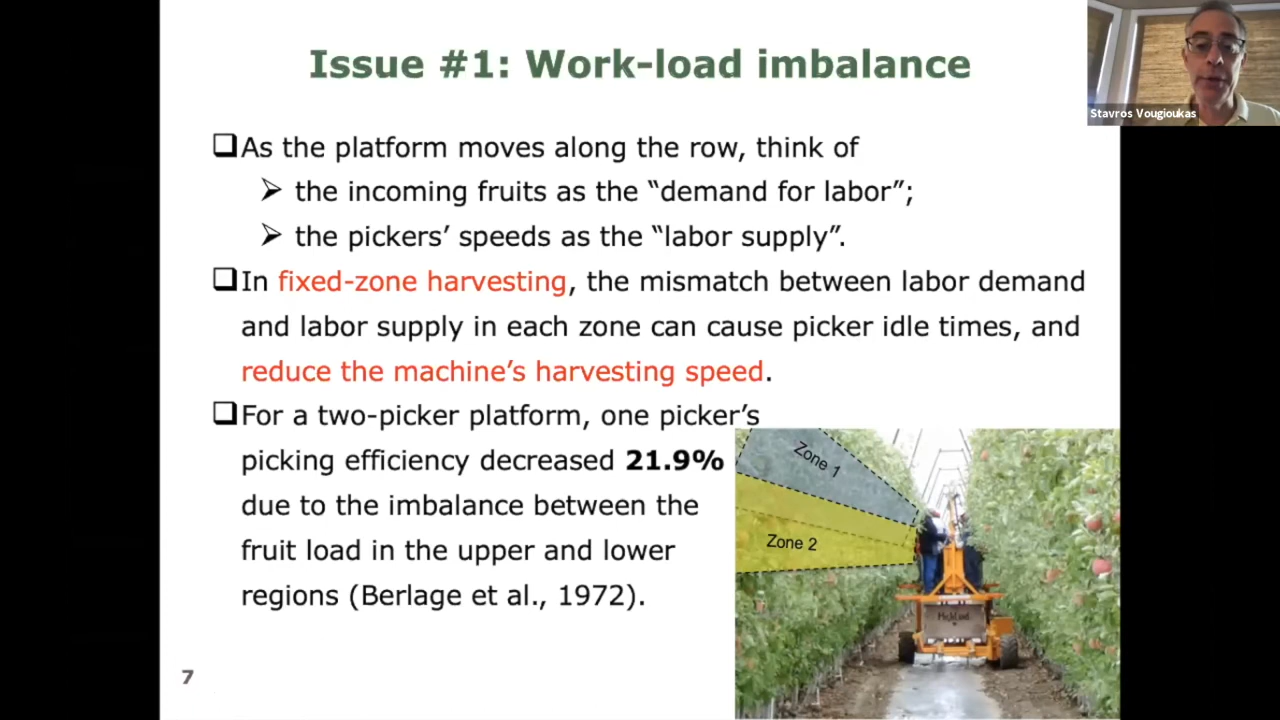 Issue #1: Work-load imbalance
Stavros Vougioukas
❑As the platform moves along the row, think of
➢ the incoming fruits as the “demand for labor”;
➢ the pickers’ speeds as the “labor supply”.
❑In fixed-zone harvesting, the mismatch between labor demand
and labor supply in each zone can cause picker idle times, and
reduce the machine’s harvesting speed.
❑For a two-picker platform, one picker’s
picking efficiency decreased 21.9%
due to the imbalance between the
fruit load in the upper and lower
regions (Berlage et al., 1972).
Zone 1
Zone 2
7